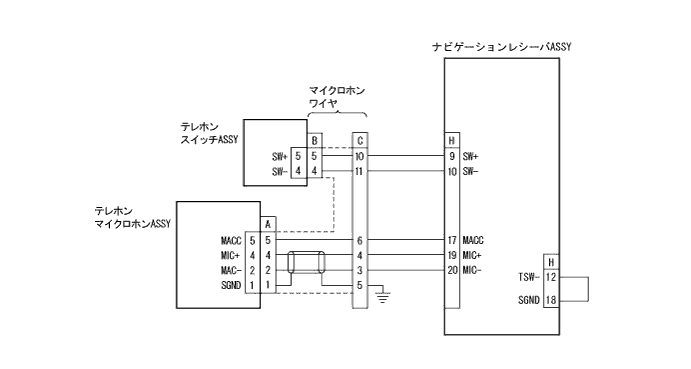 ナビゲーションレシーバASSY
マイクロホン
ワイヤ
テレホン
スイッチASSY
B
C
H
SW+ 5 5 10 9 SW+
SW- 4 4 11 10 SW-
テレホン
マイクロホンASSY
A
MACC 5 5 6 17 MACC
MIC+ 4 4 4 19 MIC+
MAC- 2 2 3 20 MIC-
SGND 1 1 5
H
TSW- 12
SGND 18